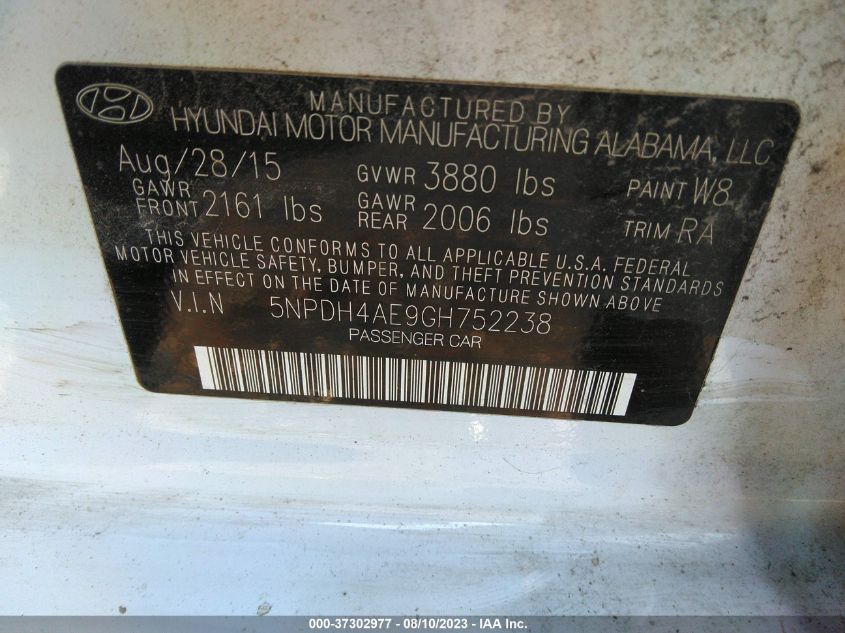 MANUFACTURED BY
HYUNDAI MOTOR MANUFACTURING ALABAMA, LLC
Aug/28/15 GVWR 3880 lbs PAINT W8
GAWR FRONT 2161 lbs GAWR REAR 2006 lbs TRIM RA
THIS VEHICLE CONFORMS TO ALL APPLICABLE U.S.A. FEDERAL
MOTOR VEHICLE SAFETY, BUMPER, AND THEFT PREVENTION STANDARDS
IN EFFECT ON THE DATE OF MANUFACTURE SHOWN ABOVE
V.I.N 5NPDH4AE9GH752238
PASSENGER CAR
000-37302977 - 08/10/2023 - IAA Inc.